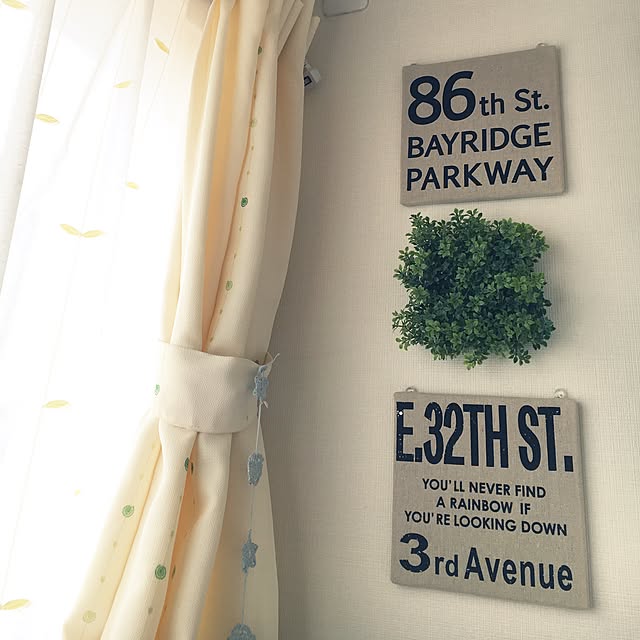 86th St.
BAYRIDGE
PARKWAY
E.32TH ST.
YOU'LL NEVER FIND
A RAINBOW IF
YOU'RE LOOKING DOWN
3rd Avenue